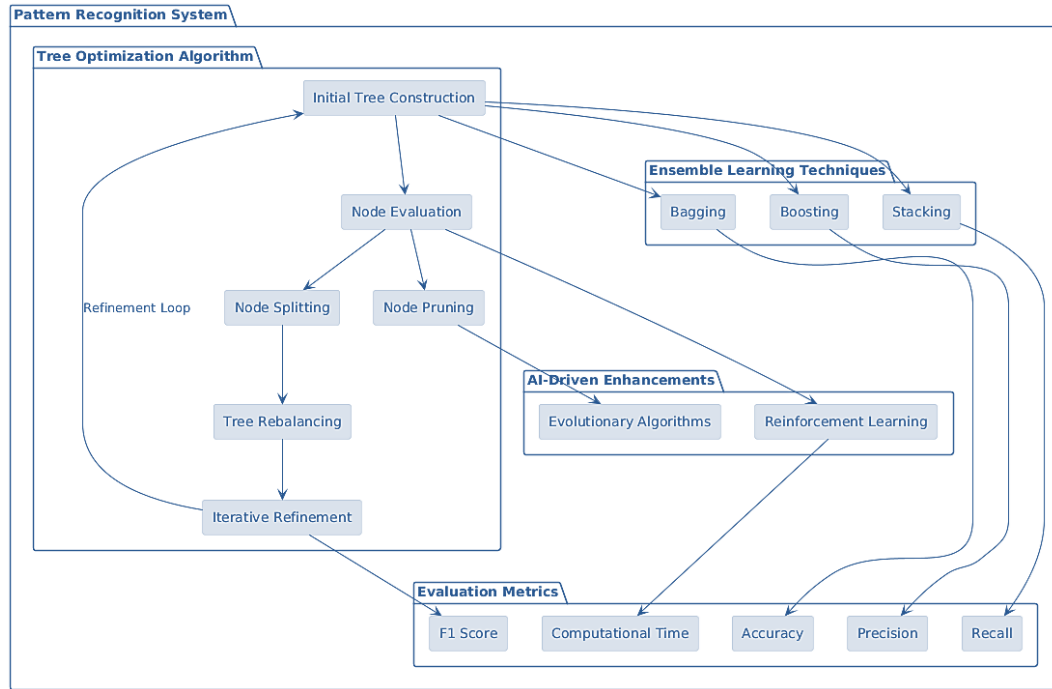 Pattern Recognition System
Tree Optimization Algorithm
Initial Tree Construction
Ensemble Learning Techniques
Node Evaluation
Bagging
Boosting
Stacking
Refinement Loop
Node Splitting
Node Pruning
AI-Driven Enhancements
Tree Rebalancing
Evolutionary Algorithms
Reinforcement Learning
Iterative Refinement
Evaluation Metrics
F1 Score
Computational Time
Accuracy
Precision
Recall